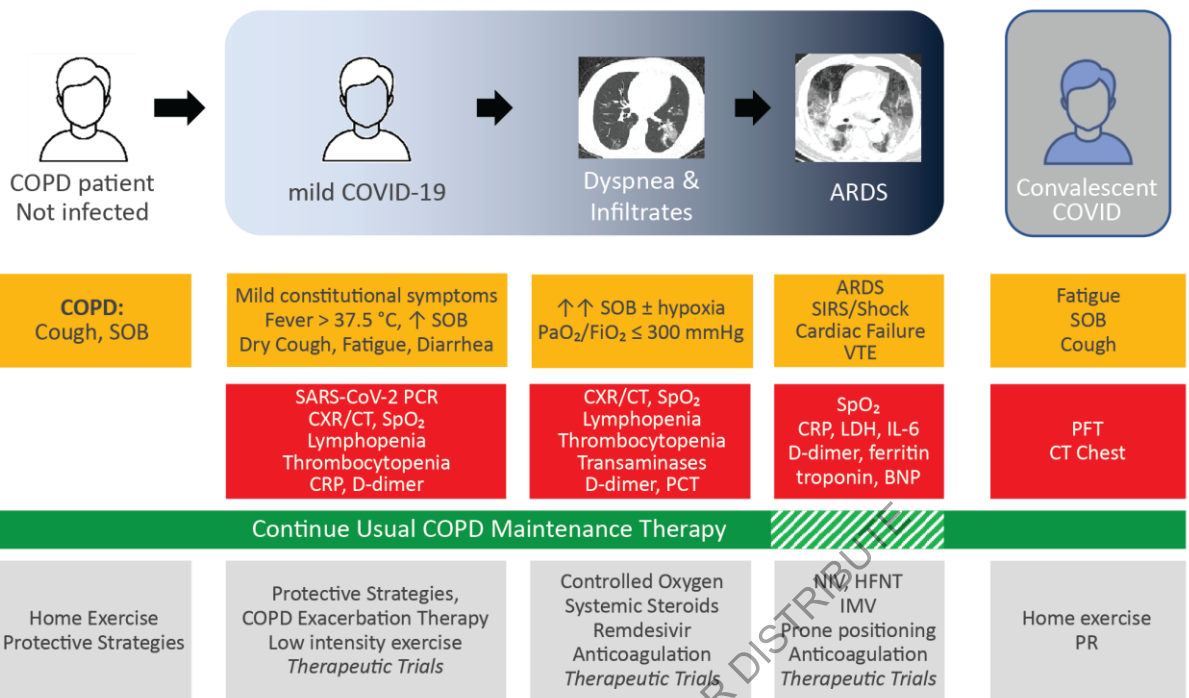 COPD patient
Not infected
mild COVID-19
Dyspnea &
Infiltrates
ARDS
Convalescent
COVID
COPD:
Cough, SOB
Mild constitutional symptoms
Fever > 37.5 °C, ↑ SOB
Dry Cough, Fatigue, Diarrhea
↑↑ SOB ± hypoxia
PaO₂/FiO₂ ≤ 300 mmHg
ARDS
SIRS/Shock
Cardiac Failure
VTE
Fatigue
SOB
Cough
SARS-CoV-2 PCR
CXR/CT, SpO₂
Lymphopenia
Thrombocytopenia
CRP, D-dimer
CXR/CT, SpO₂
Lymphopenia
Thrombocytopenia
Transaminases
D-dimer, PCT
SpO₂
CRP, LDH, IL-6
D-dimer, ferritin
troponin, BNP
PFT
CT Chest
Continue Usual COPD Maintenance Therapy
Home Exercise
Protective Strategies
Protective Strategies,
COPD Exacerbation Therapy
Low intensity exercise
Therapeutic Trials
Controlled Oxygen
Systemic Steroids
Remdesivir
Anticoagulation
Therapeutic Trials
NIV, HFNT
IMV
Prone positioning
Anticoagulation
Therapeutic Trials
Home exercise
PR
R DISTRIBUTE